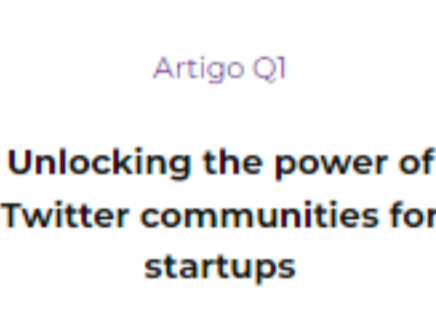 Artigo Q1
Unlocking the power of
Twitter communities for
startups